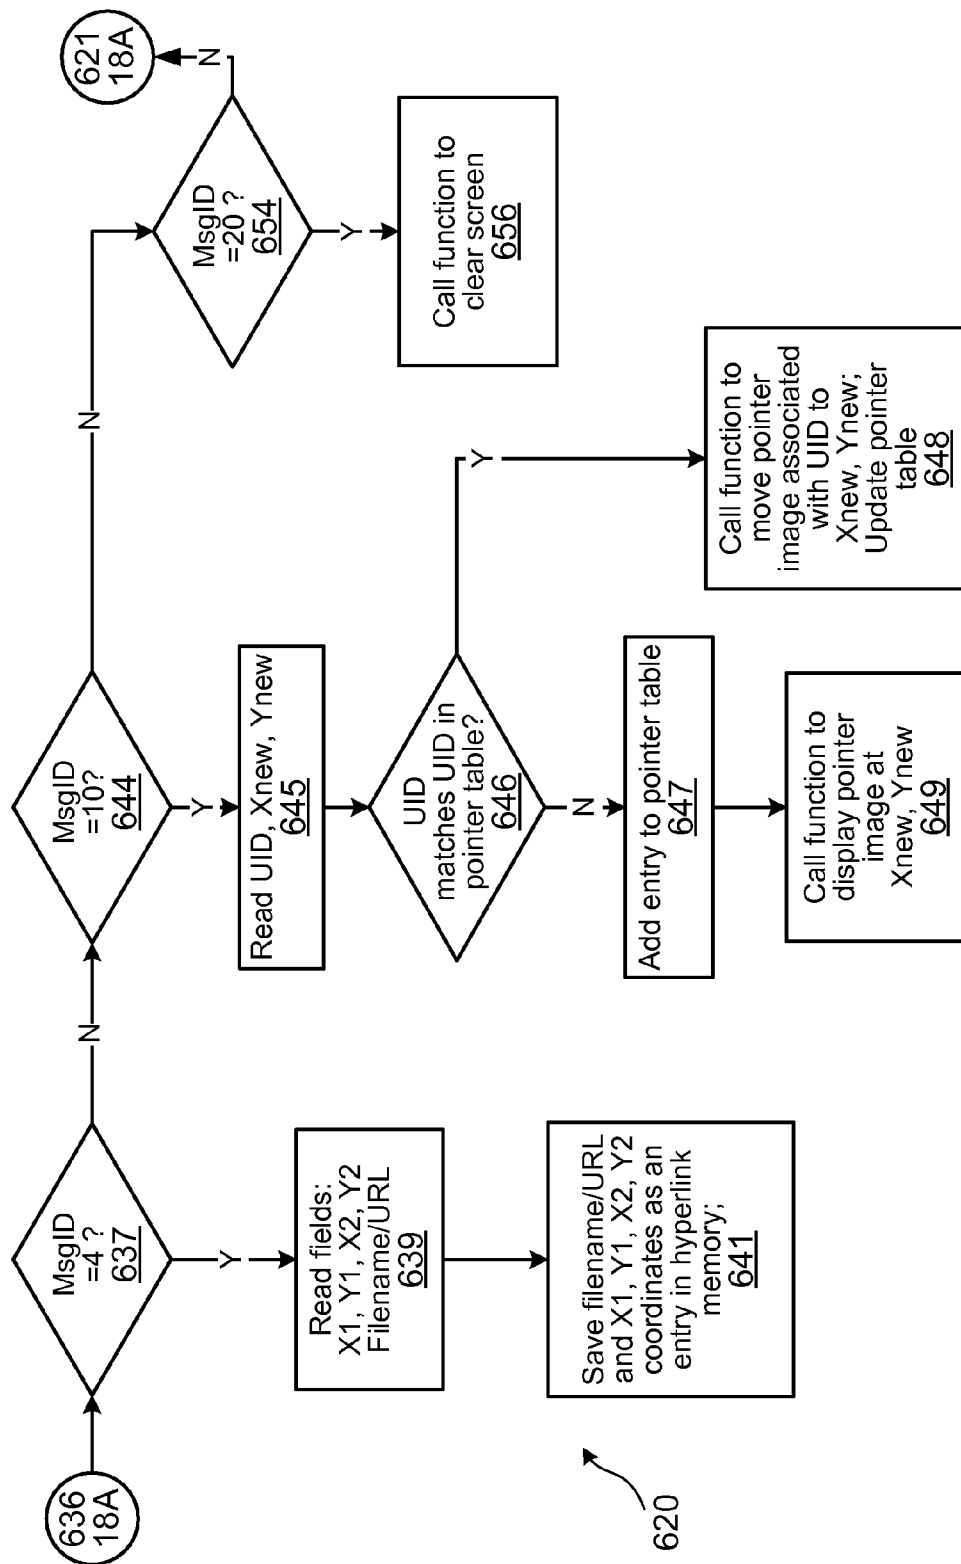 636
18A
MsgID
=4 ?
637
N
Y
Read fields:
X1, Y1, X2, Y2
Filename/URL
639
Save filename/URL
and X1, Y1, X2, Y2
coordinates as an
entry in hyperlink
memory;
641
620
MsgID
=10?
644
N
Y
Read UID, Xnew, Ynew
645
UID
matches UID in
pointer table?
646
N
Y
Add entry to pointer table
647
Call function to
display pointer
image at
Xnew, Ynew
649
Call function to
move pointer
image associated
with UID to
Xnew, Ynew;
Update pointer
table
648
MsgID
=20 ?
654
N
Y
Call function to
clear screen
656
621
18A